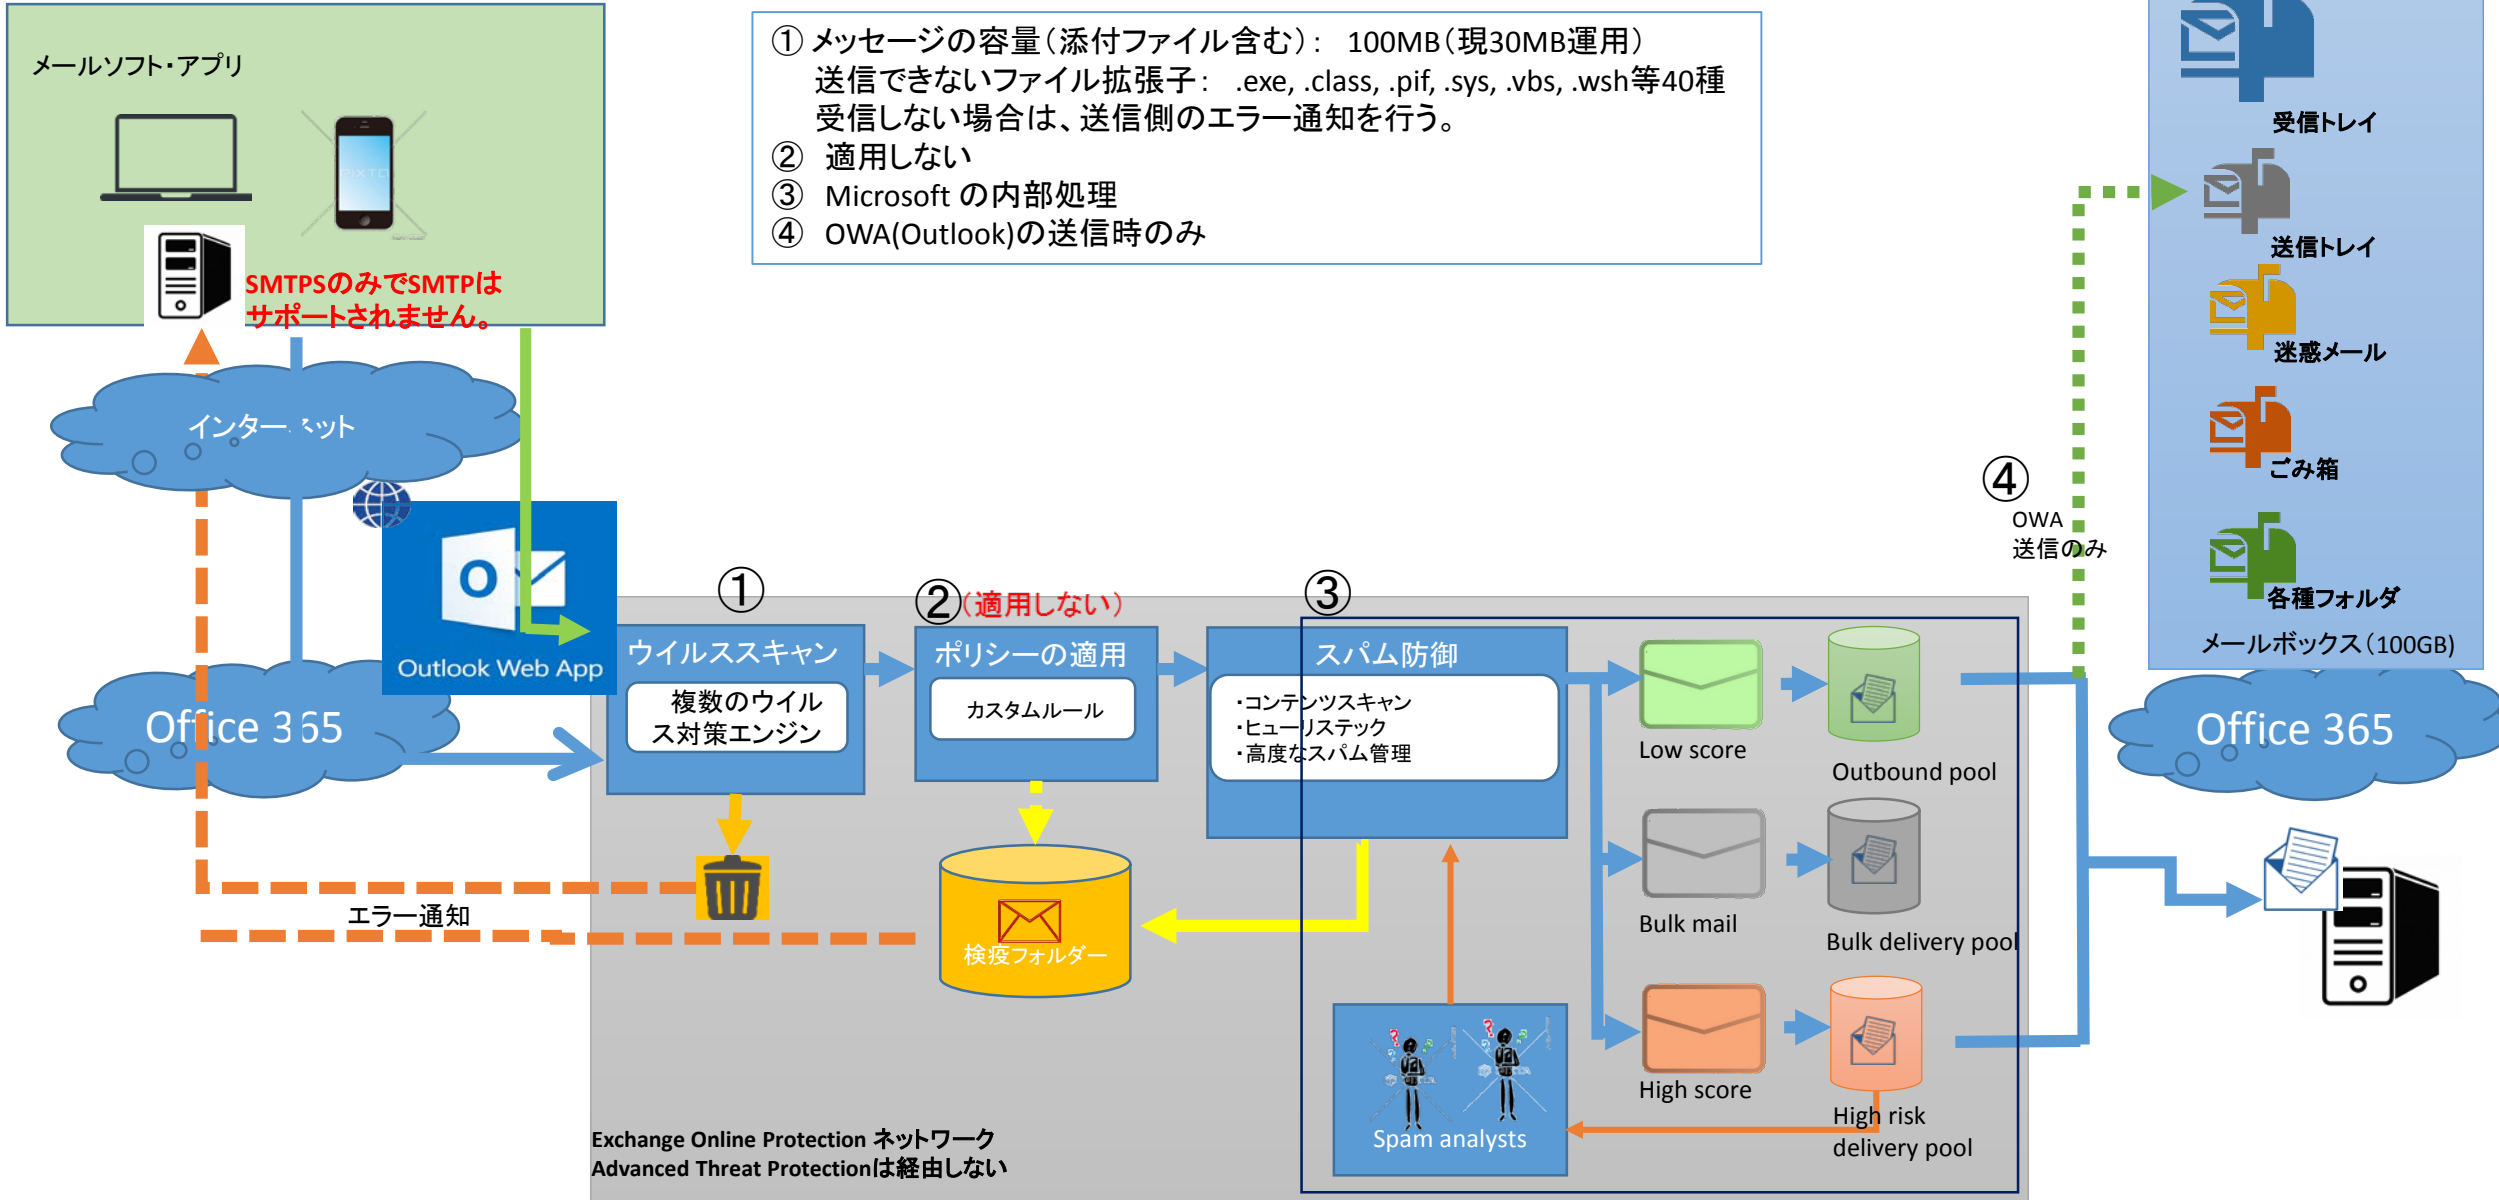 メールソフト・アプリ
SMTPSのみでSMTPは
サポートされません。
① メッセージの容量（添付ファイル含む）： 100MB（現30MB運用）
送信できないファイル拡張子： .exe, .class, .pif, .sys, .vbs, .wsh等40種
受信しない場合は、送信側のエラー通知を行う。
② 適用しない
③ Microsoft の内部処理
④ OWA(Outlook)の送信時のみ
受信トレイ
送信トレイ
迷惑メール
ごみ箱
各種フォルダ
メールボックス（100GB）
Office 365
インターネット
Outlook Web App
Office 365
④
OWA
送信のみ
①
②（適用しない）
③
ウイルススキャン
複数のウイル
ス対策エンジン
ポリシーの適用
カスタムルール
スパム防御
・コンテンツスキャン
・ヒューリステック
・高度なスパム管理
Low score
Outbound pool
Bulk mail
Bulk delivery pool
High score
High risk
delivery pool
エラー通知
検疫フォルダー
Spam analysts
Exchange Online Protection ネットワーク
Advanced Threat Protectionは経由しない